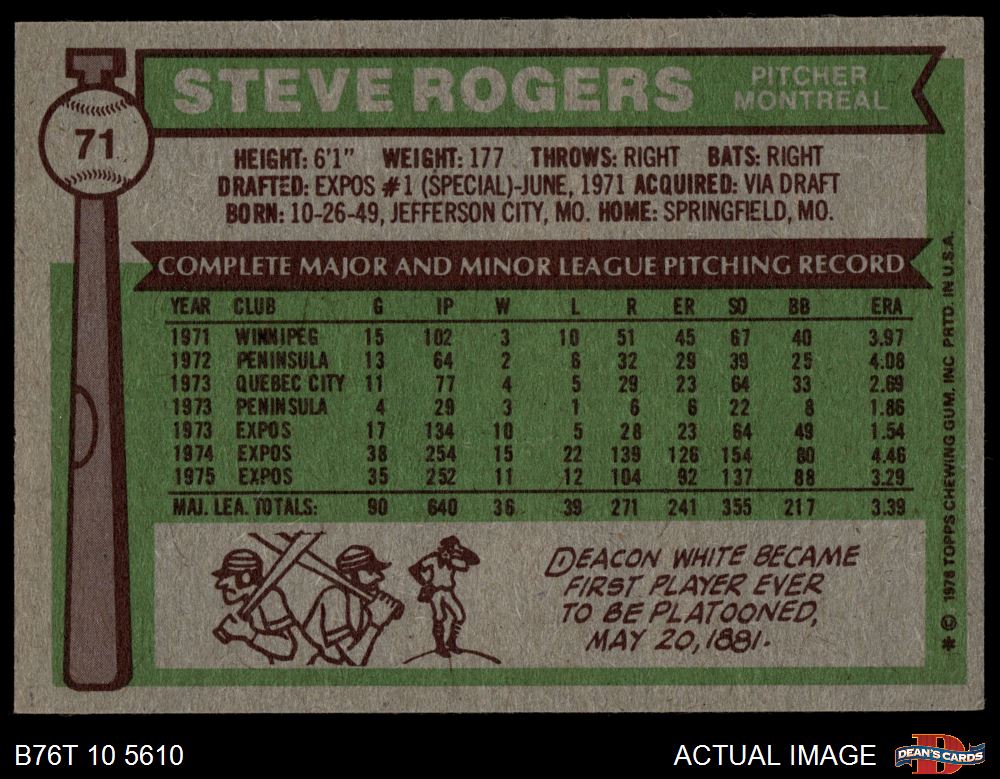 71
STEVE ROGERS
PITCHER
MONTREAL
HEIGHT: 6'1" WEIGHT: 177 THROWS: RIGHT BATS: RIGHT
DRAFTED: EXPOS #1 (SPECIAL)-JUNE, 1971 ACQUIRED: VIA DRAFT
BORN: 10-26-49, JEFFERSON CITY, MO. HOME: SPRINGFIELD, MO.
COMPLETE MAJOR AND MINOR LEAGUE PITCHING RECORD
YEAR CLUB G IP W L R ER SO BB ERA
1971 WINNIPEG 15 102 3 10 51 45 67 40 3.97
1972 PENINSULA 13 64 2 6 32 29 39 25 4.08
1973 QUEBEC CITY 11 77 4 5 29 23 64 33 2.69
1973 PENINSULA 4 29 3 1 6 6 22 8 1.86
1973 EXPOS 17 134 10 5 28 23 64 49 1.54
1974 EXPOS 38 254 15 22 139 126 154 80 4.46
1975 EXPOS 35 252 11 12 104 92 137 88 3.29
MAJ. LEA. TOTALS: 90 640 36 39 271 241 355 217 3.39
DEACON WHITE BECAME
FIRST PLAYER EVER
TO BE PLATOONED,
MAY 20, 1881.
* © 1976 TOPPS CHEWING GUM, INC. PRTD. IN U.S.A.
B76T 10 5610
ACTUAL IMAGE
DEAN'S CARDS